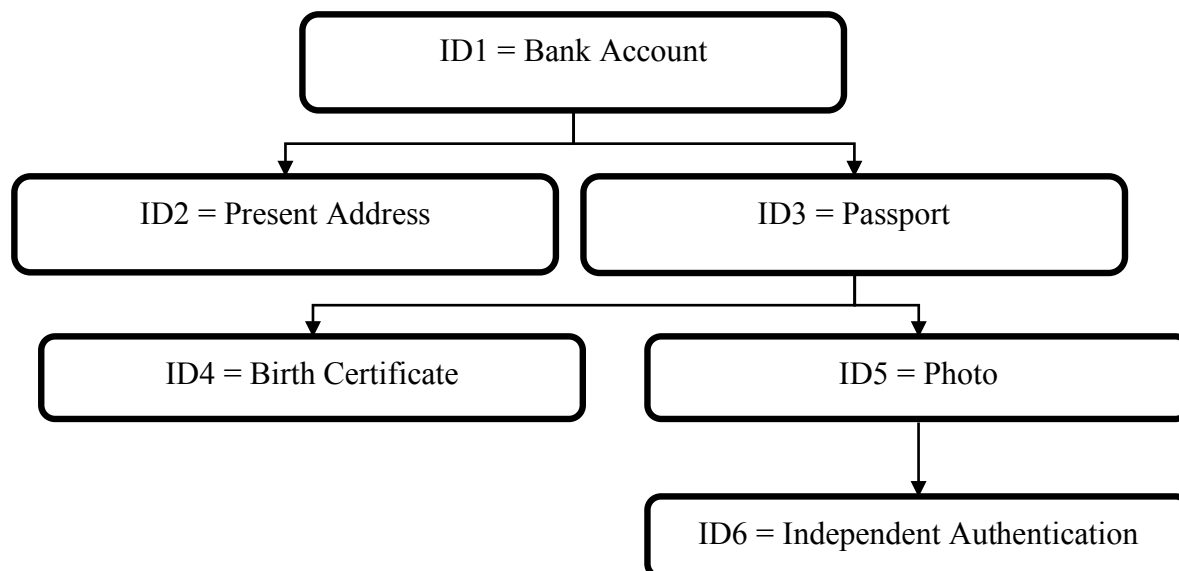 ID1 = Bank Account
ID2 = Present Address
ID3 = Passport
ID4 = Birth Certificate
ID5 = Photo
ID6 = Independent Authentication